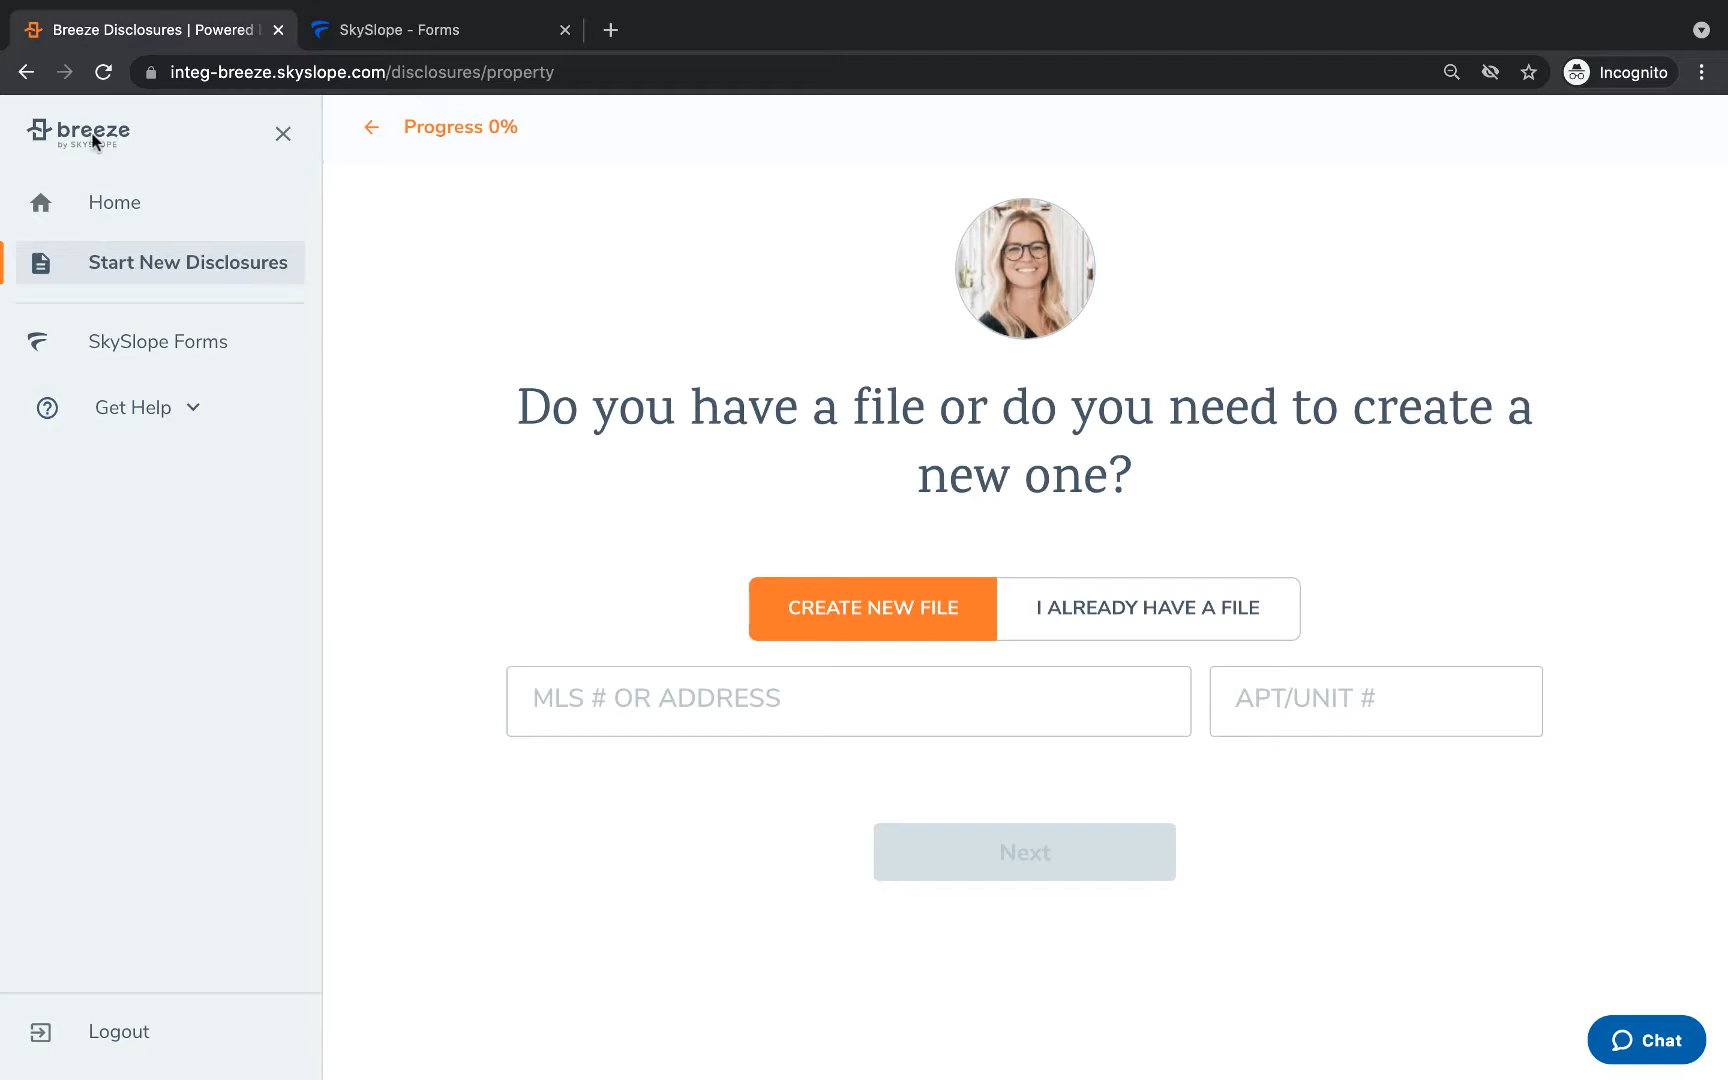 Breeze Disclosures | Powered
SkySlope - Forms
integ-breeze.skyslope.com/disclosures/property
Incognito
breeze
by SKYSLOPE
Progress 0%
Home
Start New Disclosures
SkySlope Forms
Get Help
Logout
Do you have a file or do you need to create a
new one?
CREATE NEW FILE
I ALREADY HAVE A FILE
MLS # OR ADDRESS
APT/UNIT #
Next
Chat